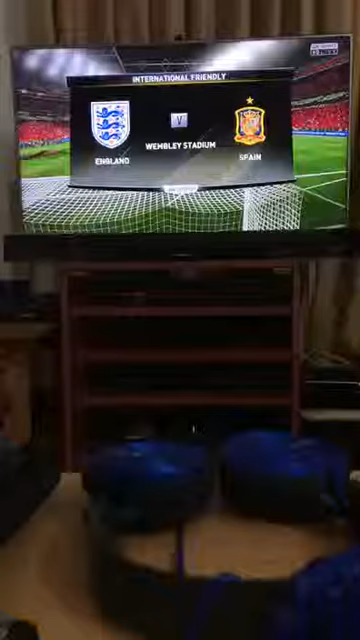 INTERNATIONAL FRIENDLY
V
WEMBLEY STADIUM
ENGLAND
SPAIN